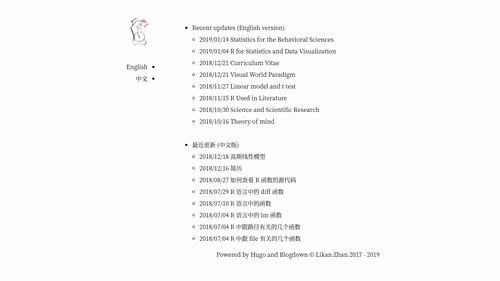 English
中文
Recent updates (English version)
2019/01/14 Statistics for the Behavioral Sciences
2019/01/04 R for Statistics and Data Visualization
2018/12/21 Curriculum Vitae
2018/12/21 Visual World Paradigm
2018/11/27 Linear model and t test
2018/11/15 R Used in Literature
2018/10/30 Science and Scientific Research
2018/10/16 Theory of mind
最近更新 (中文版)
2018/12/18 高斯线性模型
2018/12/16 简历
2018/08/27 如何查看 R 函数的源代码
2018/07/29 R 语言中的 diff 函数
2018/07/10 R 语言中的函数
2018/07/04 R 语言中的 lm 函数
2018/07/04 R 中跟路径有关的几个函数
2018/07/04 R 中跟 file 有关的几个函数
Powered by Hugo and Blogdown © Likan Zhan 2017 - 2019